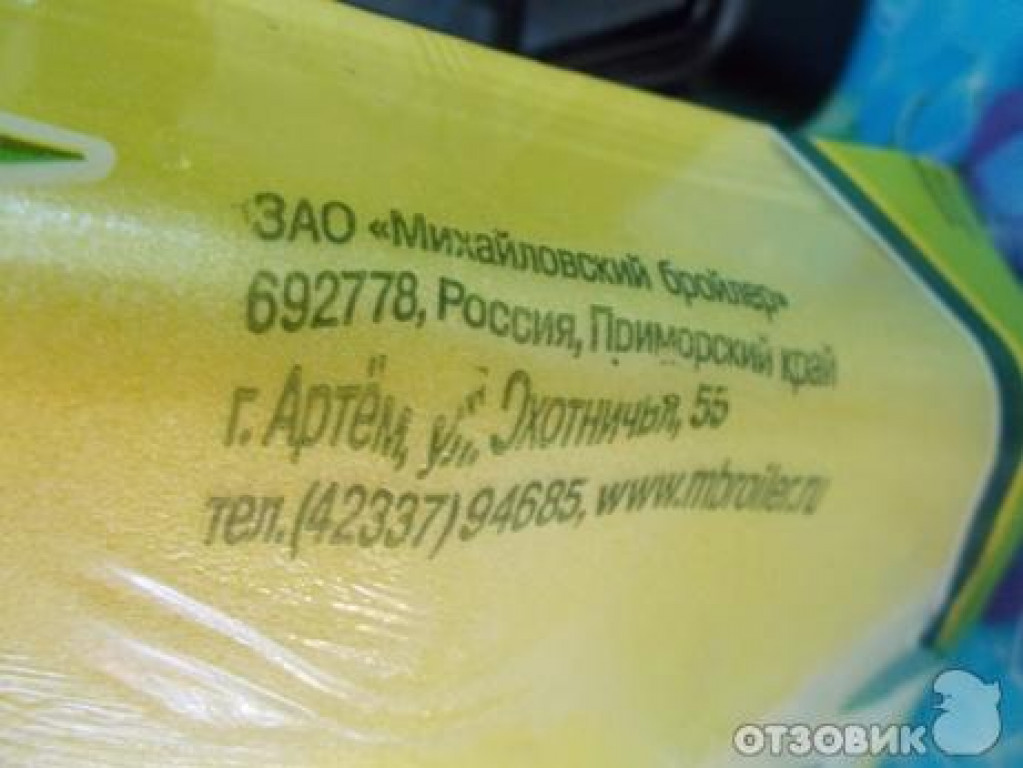 ЗАО «Михайловский бройлер»
692778, Россия, Приморский край
г. Артём, ул. Охотничья, 55
тел.(42337)94685, www.mbroiler.ru
ОТЗОВИК